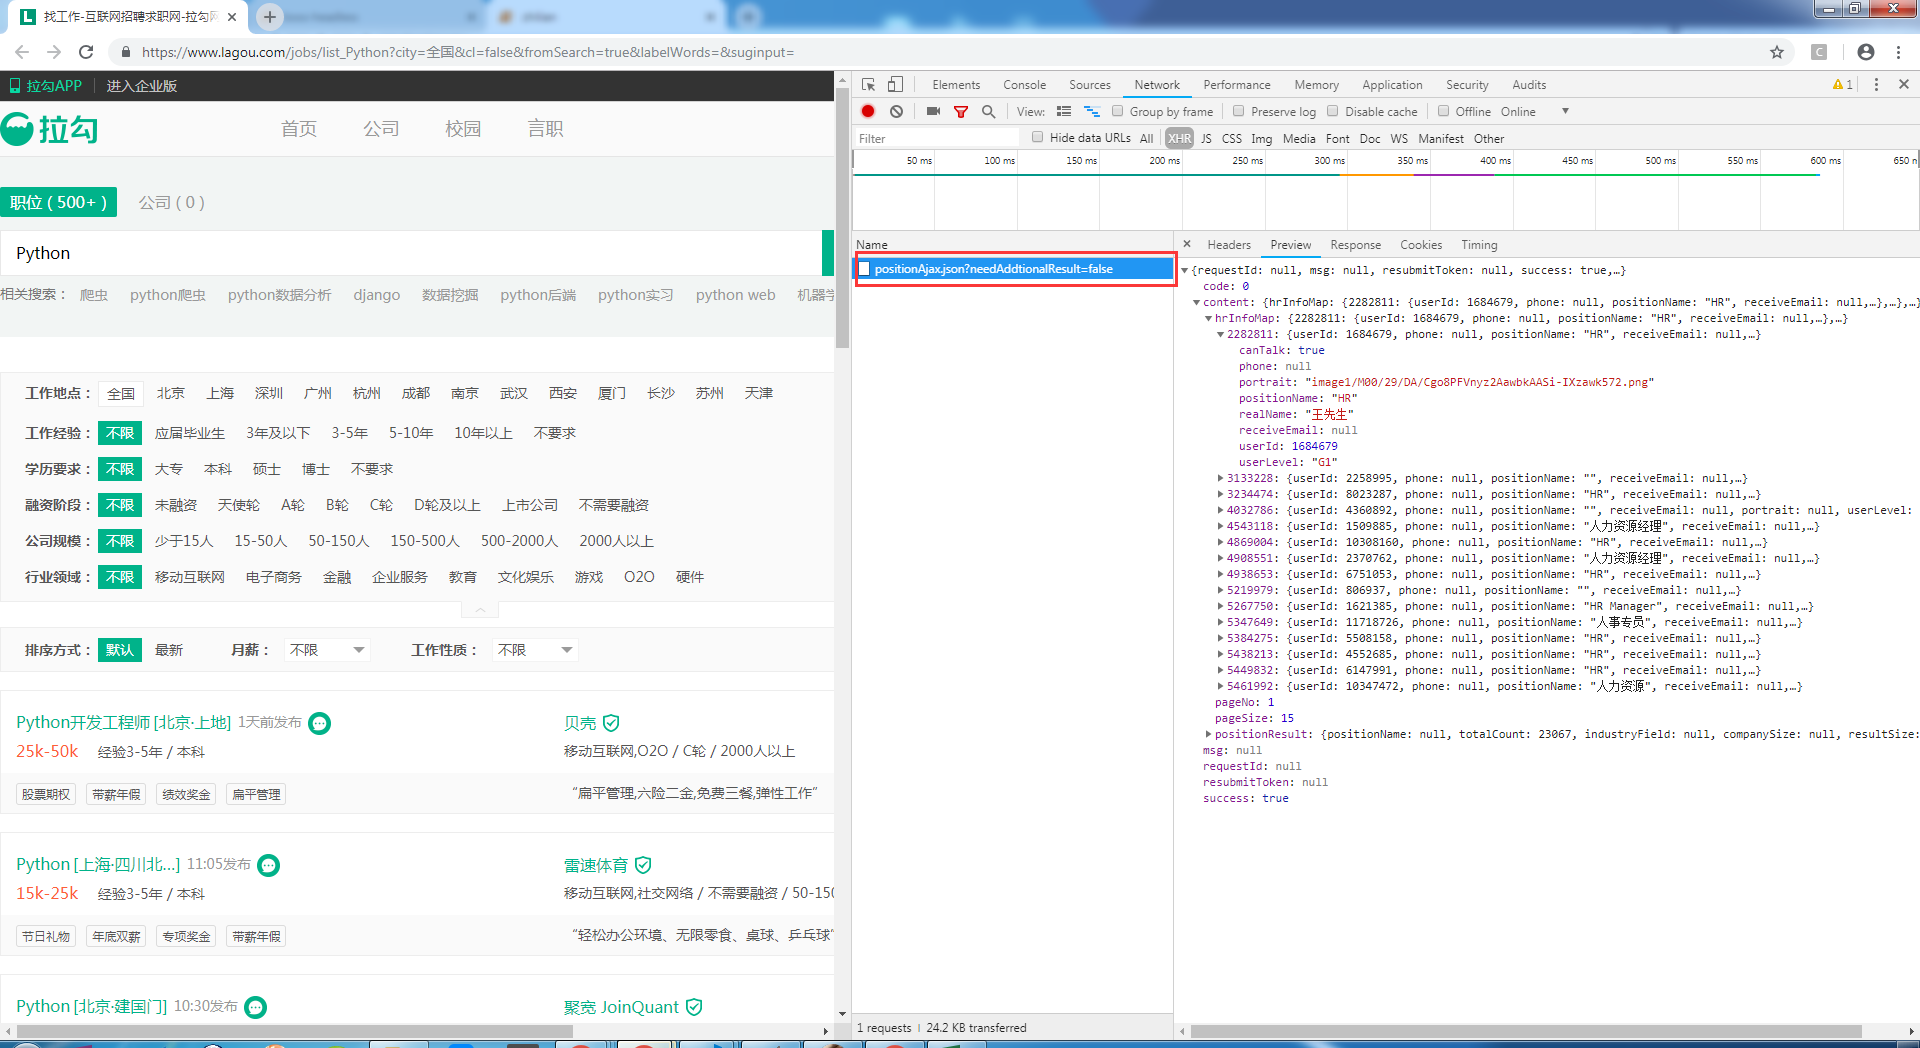 找工作-互联网招聘求职网-拉勾网
https://www.lagou.com/jobs/list_Python?city=全国&cl=false&fromSearch=true&labelWords=&suginput=
拉勾APP 进入企业版
拉勾 首页 公司 校园 言职
职位 ( 500+ ) 公司 ( 0 )
Python
相关搜索： 爬虫 python爬虫 python数据分析 django 数据挖掘 python后端 python实习 python web 机器学
工作地点： 全国 北京 上海 深圳 广州 杭州 成都 南京 武汉 西安 厦门 长沙 苏州 天津
工作经验： 不限 应届毕业生 3年及以下 3-5年 5-10年 10年以上 不要求
学历要求： 不限 大专 本科 硕士 博士 不要求
融资阶段： 不限 未融资 天使轮 A轮 B轮 C轮 D轮及以上 上市公司 不需要融资
公司规模： 不限 少于15人 15-50人 50-150人 150-500人 500-2000人 2000人以上
行业领域： 不限 移动互联网 电子商务 金融 企业服务 教育 文化娱乐 游戏 O2O 硬件
排序方式： 默认 最新 月薪： 不限 工作性质： 不限
Python开发工程师 [北京·上地] 1天前发布 贝壳
25k-50k 经验3-5年 / 本科 移动互联网,O2O / C轮 / 2000人以上
股票期权 带薪年假 绩效奖金 扁平管理 “扁平管理,六险二金,免费三餐,弹性工作”
Python [上海·四川北...] 11:05发布 雷速体育
15k-25k 经验3-5年 / 本科 移动互联网,社交网络 / 不需要融资 / 50-150
节日礼物 年底双薪 专项奖金 带薪年假 “轻松办公环境、无限零食、桌球、乒乓球”
Python [北京·建国门] 10:30发布 聚宽 JoinQuant
Elements Console Sources Network Performance Memory Application Security Audits 1
View: Group by frame Preserve log Disable cache Offline Online
Filter Hide data URLs All XHR JS CSS Img Media Font Doc WS Manifest Other
50 ms 100 ms 150 ms 200 ms 250 ms 300 ms 350 ms 400 ms 450 ms 500 ms 550 ms 600 ms 650 n
Name
positionAjax.json?needAddtionalResult=false
1 requests | 24.2 KB transferred
Headers Preview Response Cookies Timing
{requestId: null, msg: null, resubmitToken: null, success: true,…}
code: 0
content: {hrInfoMap: {2282811: {userId: 1684679, phone: null, positionName: "HR", receiveEmail: null,…},…},…}
hrInfoMap: {2282811: {userId: 1684679, phone: null, positionName: "HR", receiveEmail: null,…},…}
2282811: {userId: 1684679, phone: null, positionName: "HR", receiveEmail: null,…}
canTalk: true
phone: null
portrait: "image1/M00/29/DA/Cgo8PFVnyz2AawbkAASi-IXzawk572.png"
positionName: "HR"
realName: "王先生"
receiveEmail: null
userId: 1684679
userLevel: "G1"
3133228: {userId: 2258995, phone: null, positionName: "", receiveEmail: null,…}
3234474: {userId: 8023287, phone: null, positionName: "HR", receiveEmail: null,…}
4032786: {userId: 4360892, phone: null, positionName: "", receiveEmail: null, portrait: null, userLevel:
4543118: {userId: 1509885, phone: null, positionName: "人力资源经理", receiveEmail: null,…}
4869004: {userId: 10308160, phone: null, positionName: "HR", receiveEmail: null,…}
4908551: {userId: 2370762, phone: null, positionName: "人力资源经理", receiveEmail: null,…}
4938653: {userId: 6751053, phone: null, positionName: "HR", receiveEmail: null,…}
5219979: {userId: 806937, phone: null, positionName: "", receiveEmail: null,…}
5267750: {userId: 1621385, phone: null, positionName: "HR Manager", receiveEmail: null,…}
5347649: {userId: 11718726, phone: null, positionName: "人事专员", receiveEmail: null,…}
5384275: {userId: 5508158, phone: null, positionName: "HR", receiveEmail: null,…}
5438213: {userId: 4552685, phone: null, positionName: "HR", receiveEmail: null,…}
5449832: {userId: 6147991, phone: null, positionName: "HR", receiveEmail: null,…}
5461992: {userId: 10347472, phone: null, positionName: "人力资源", receiveEmail: null,…}
pageNo: 1
pageSize: 15
positionResult: {positionName: null, totalCount: 23067, industryField: null, companySize: null, resultSize:
msg: null
requestId: null
resubmitToken: null
success: true